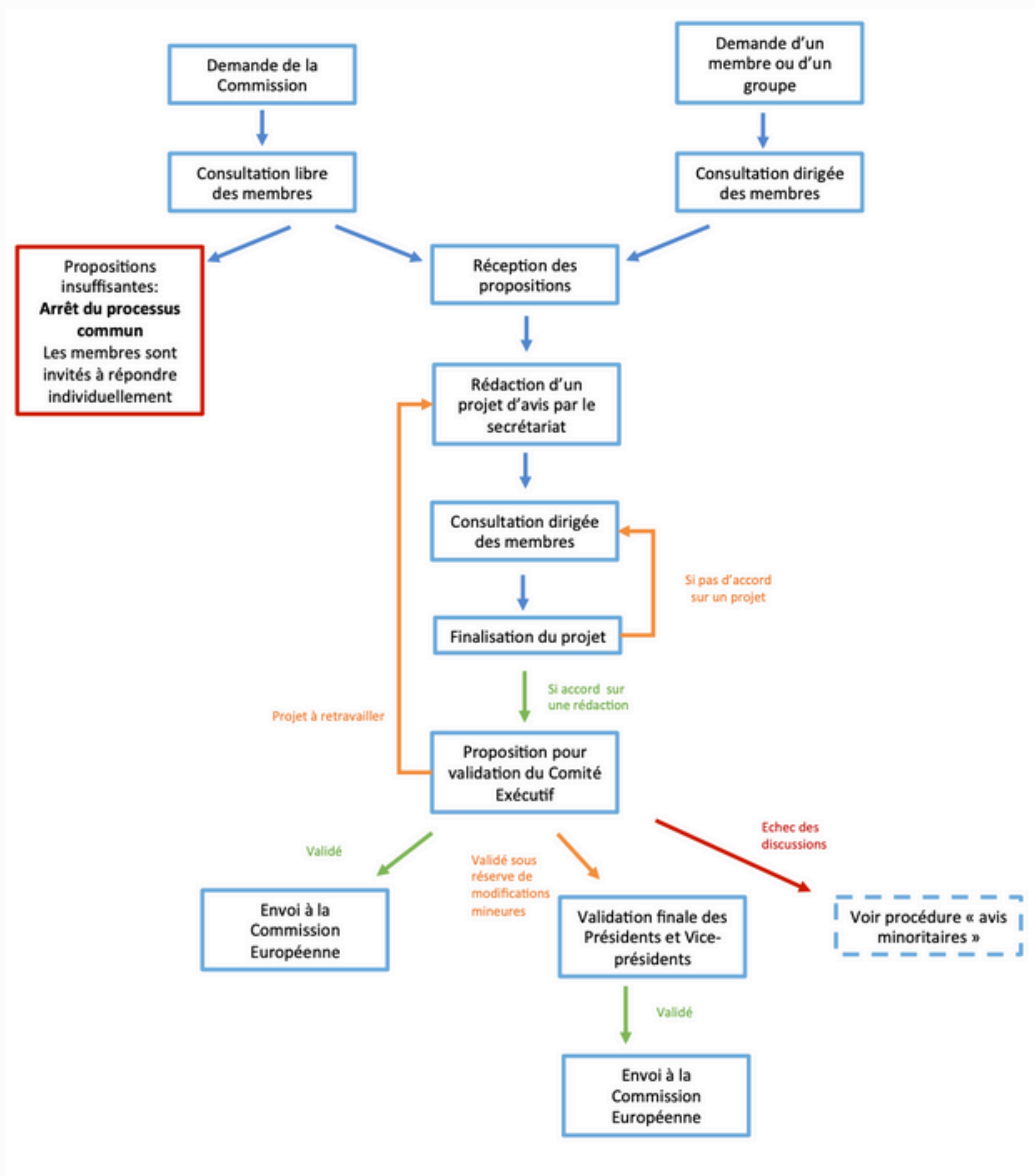 Demande de la
Commission
Demande d’un
membre ou d’un
groupe
Consultation libre
des membres
Consultation dirigée
des membres
Propositions
insuffisantes:
Arrêt du processus
commun
Les membres sont
invités à répondre
individuellement
Réception des
propositions
Rédaction d’un
projet d’avis par le
secrétariat
Consultation dirigée
des membres
Si pas d’accord
sur un projet
Finalisation du projet
Si accord sur
une rédaction
Projet à retravailler
Proposition pour
validation du Comité
Exécutif
Validé
Validé sous
réserve de
modifications
mineures
Echec des
discussions
Envoi à la
Commission
Européenne
Validation finale des
Présidents et Vice-
présidents
Voir procédure « avis
minoritaires »
Validé
Envoi à la
Commission
Européenne